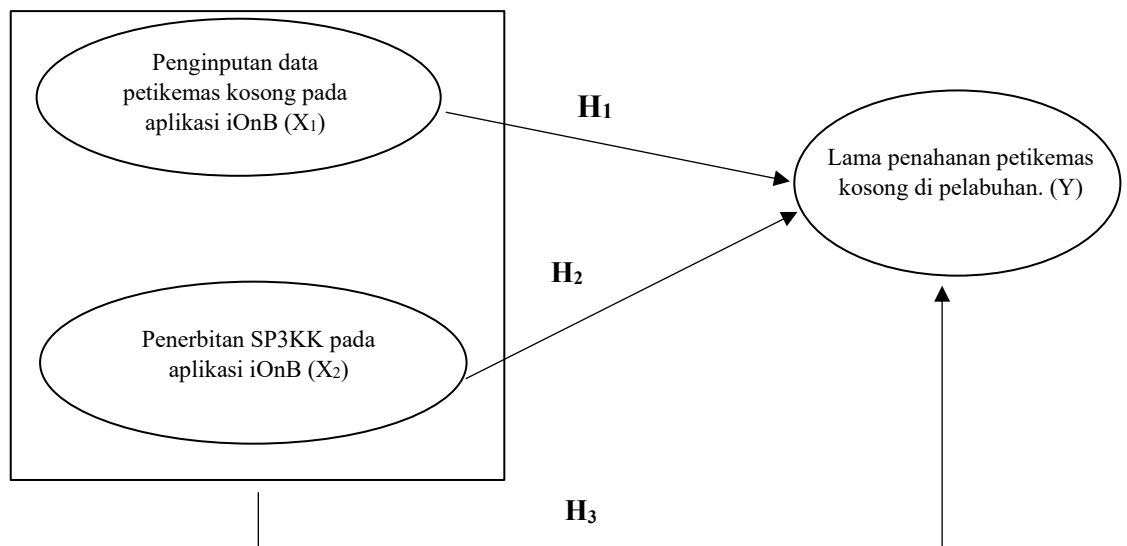 Penginputan data
petikemas kosong pada
aplikasi iOnB (X₁)
H₁
Lama penahanan petikemas
kosong di pelabuhan. (Y)
H₂
Penerbitan SP3KK pada
aplikasi iOnB (X₂)
H₃